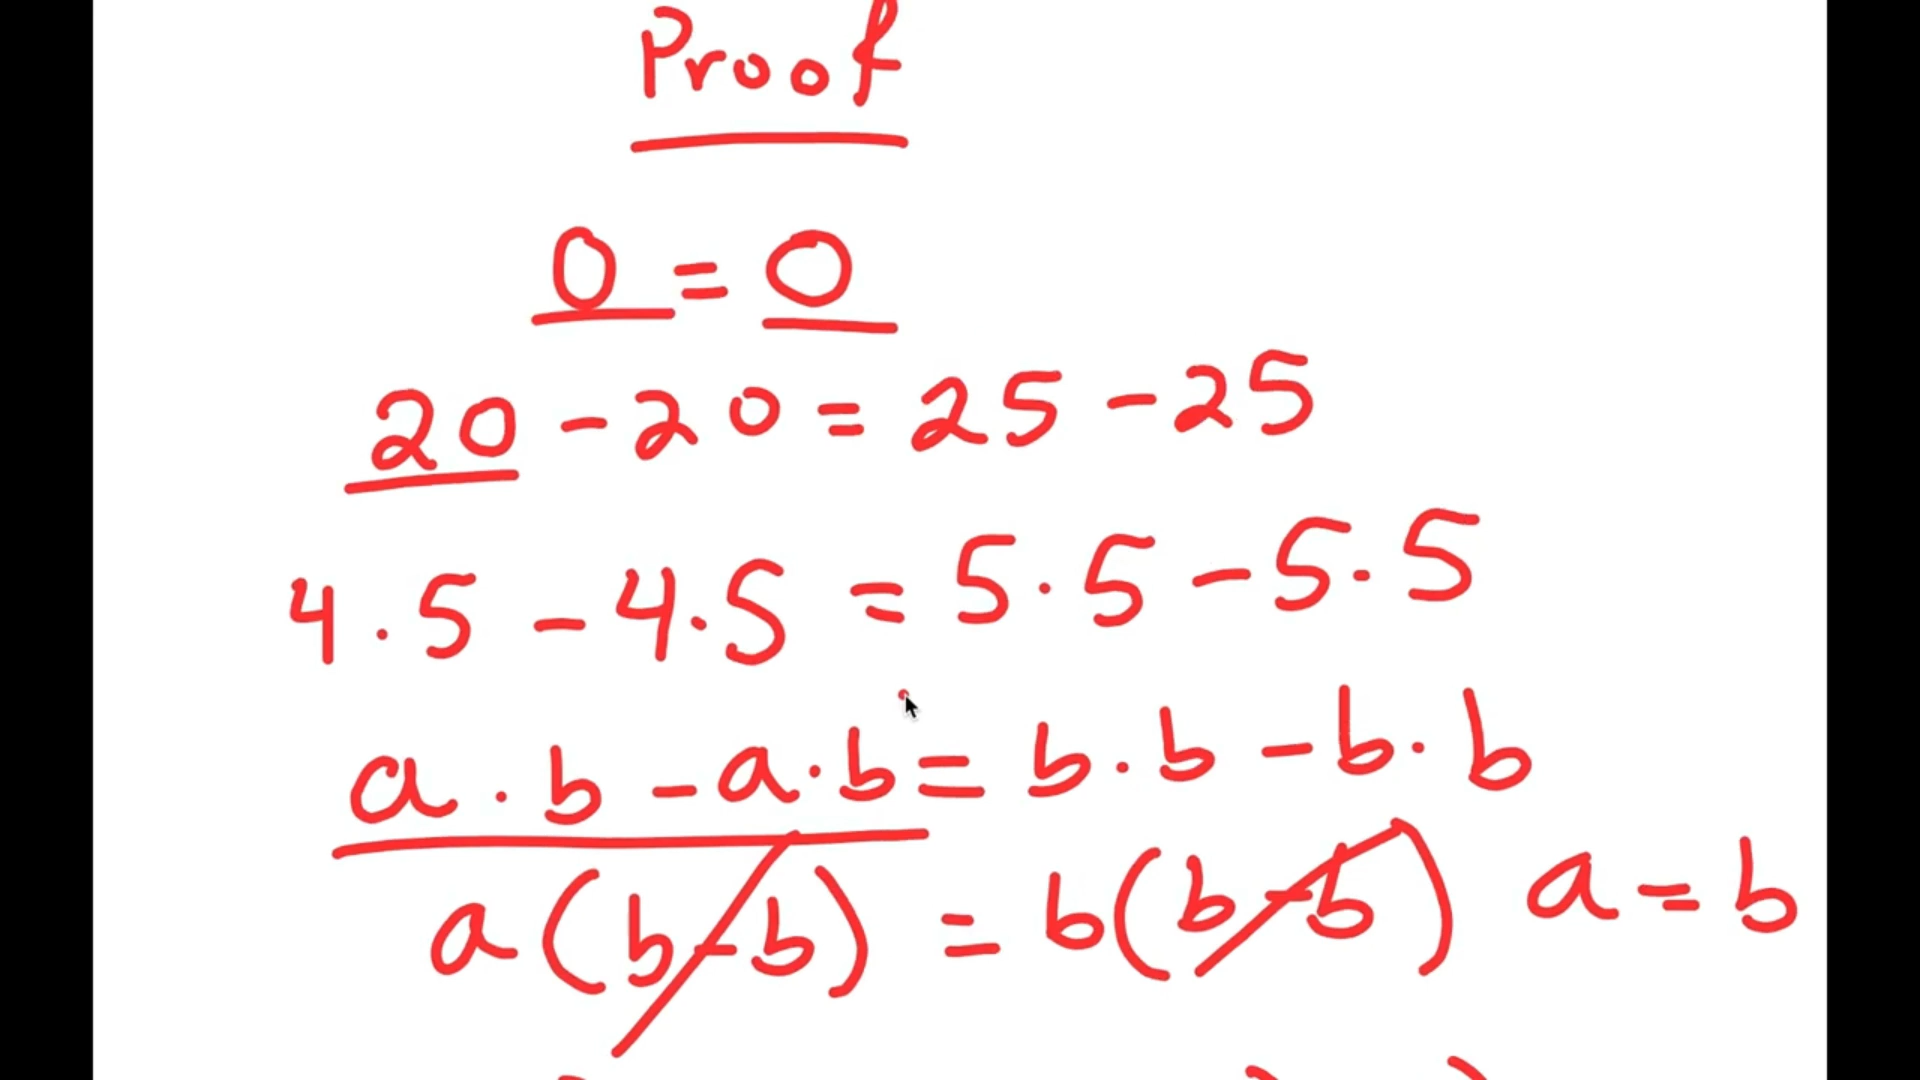 Proof
0 = 0
20 - 20 = 25 - 25
4 . 5 - 4 . 5 = 5 . 5 - 5 . 5
a . b - a . b = b . b - b . b
a ( b - b ) = b ( b - b ) a = b